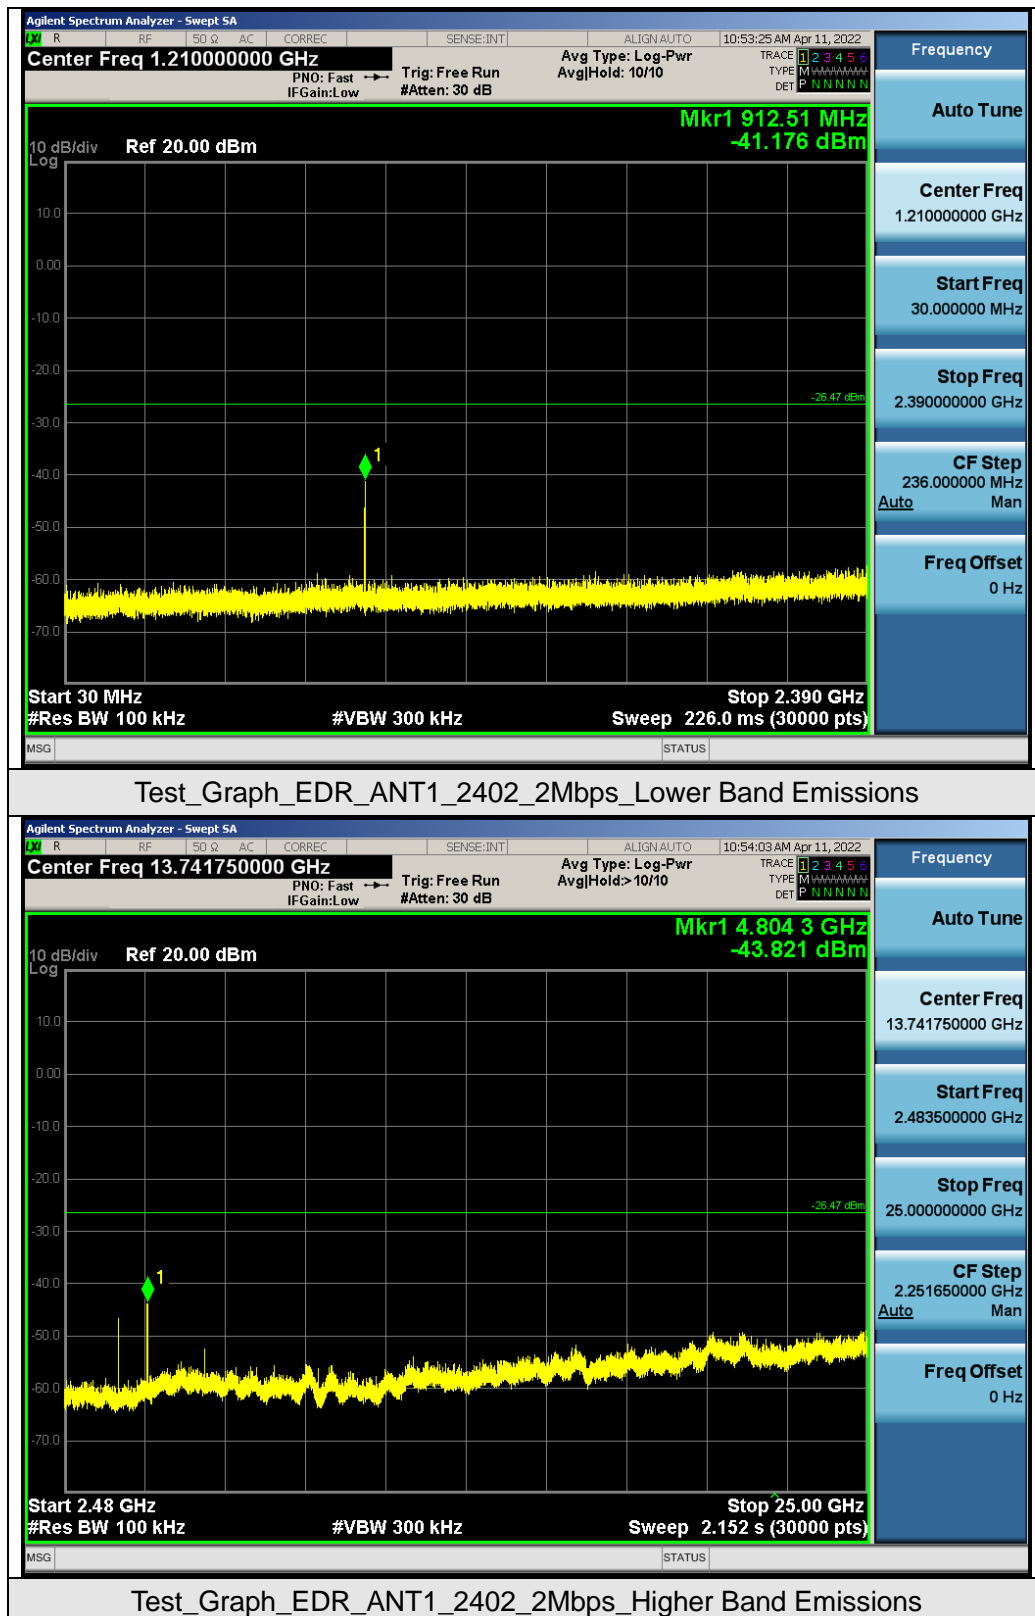 Agilent Spectrum Analyzer - Swept SA
LXI R RF 50 Ω AC CORREC SENSE:INT ALIGN AUTO 10:53:25 AM Apr 11, 2022
Center Freq 1.210000000 GHz
PNO: Fast
IFGain:Low
Trig: Free Run
#Atten: 30 dB
Avg Type: Log-Pwr
Avg|Hold: 10/10
TRACE 1 2 3 4 5 6
TYPE M
DET P N N N N N
Mkr1 912.51 MHz
-41.176 dBm
10 dB/div
Log
Ref 20.00 dBm
10.0
0.00
-10.0
-20.0
-26.47 dBm
-30.0
1
-40.0
-50.0
-60.0
-70.0
Start 30 MHz
Stop 2.390 GHz
#Res BW 100 kHz
#VBW 300 kHz
Sweep 226.0 ms (30000 pts)
MSG
STATUS
Frequency
Auto Tune
Center Freq
1.210000000 GHz
Start Freq
30.000000 MHz
Stop Freq
2.390000000 GHz
CF Step
236.000000 MHz
Auto Man
Freq Offset
0 Hz
Test_Graph_EDR_ANT1_2402_2Mbps_Lower Band Emissions
Agilent Spectrum Analyzer - Swept SA
LXI R RF 50 Ω AC CORREC SENSE:INT ALIGN AUTO 10:54:03 AM Apr 11, 2022
Center Freq 13.741750000 GHz
PNO: Fast
IFGain:Low
Trig: Free Run
#Atten: 30 dB
Avg Type: Log-Pwr
Avg|Hold:>10/10
TRACE 1 2 3 4 5 6
TYPE M
DET P N N N N N
Mkr1 4.804 3 GHz
-43.821 dBm
10 dB/div
Log
Ref 20.00 dBm
10.0
0.00
-10.0
-20.0
-26.47 dBm
-30.0
1
-40.0
-50.0
-60.0
-70.0
Start 2.48 GHz
Stop 25.00 GHz
#Res BW 100 kHz
#VBW 300 kHz
Sweep 2.152 s (30000 pts)
MSG
STATUS
Frequency
Auto Tune
Center Freq
13.741750000 GHz
Start Freq
2.483500000 GHz
Stop Freq
25.000000000 GHz
CF Step
2.251650000 GHz
Auto Man
Freq Offset
0 Hz
Test_Graph_EDR_ANT1_2402_2Mbps_Higher Band Emissions